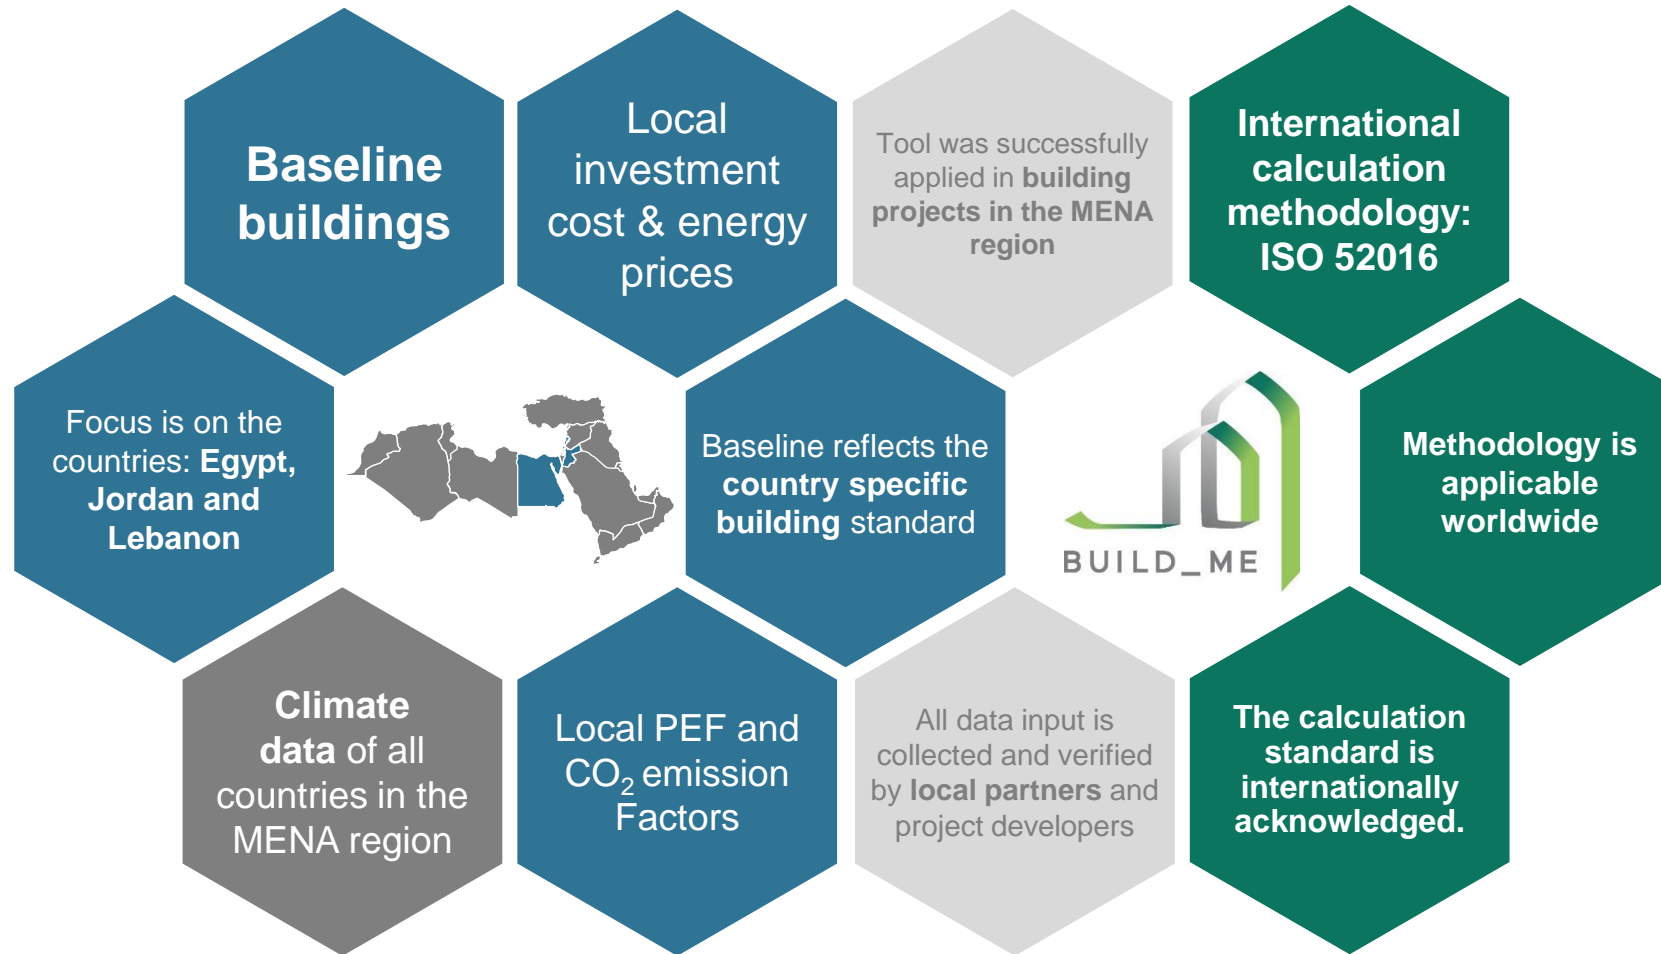 Baseline
buildings
Local
investment
cost & energy
prices
Tool was successfully
applied in building
projects in the MENA
region
International
calculation
methodology:
ISO 52016
Focus is on the
countries: Egypt,
Jordan and
Lebanon
Baseline reflects the
country specific
building standard
BUILD_ME
Methodology is
applicable
worldwide
Climate
data of all
countries in the
MENA region
Local PEF and
CO₂ emission
Factors
All data input is
collected and verified
by local partners and
project developers
The calculation
standard is
internationally
acknowledged.